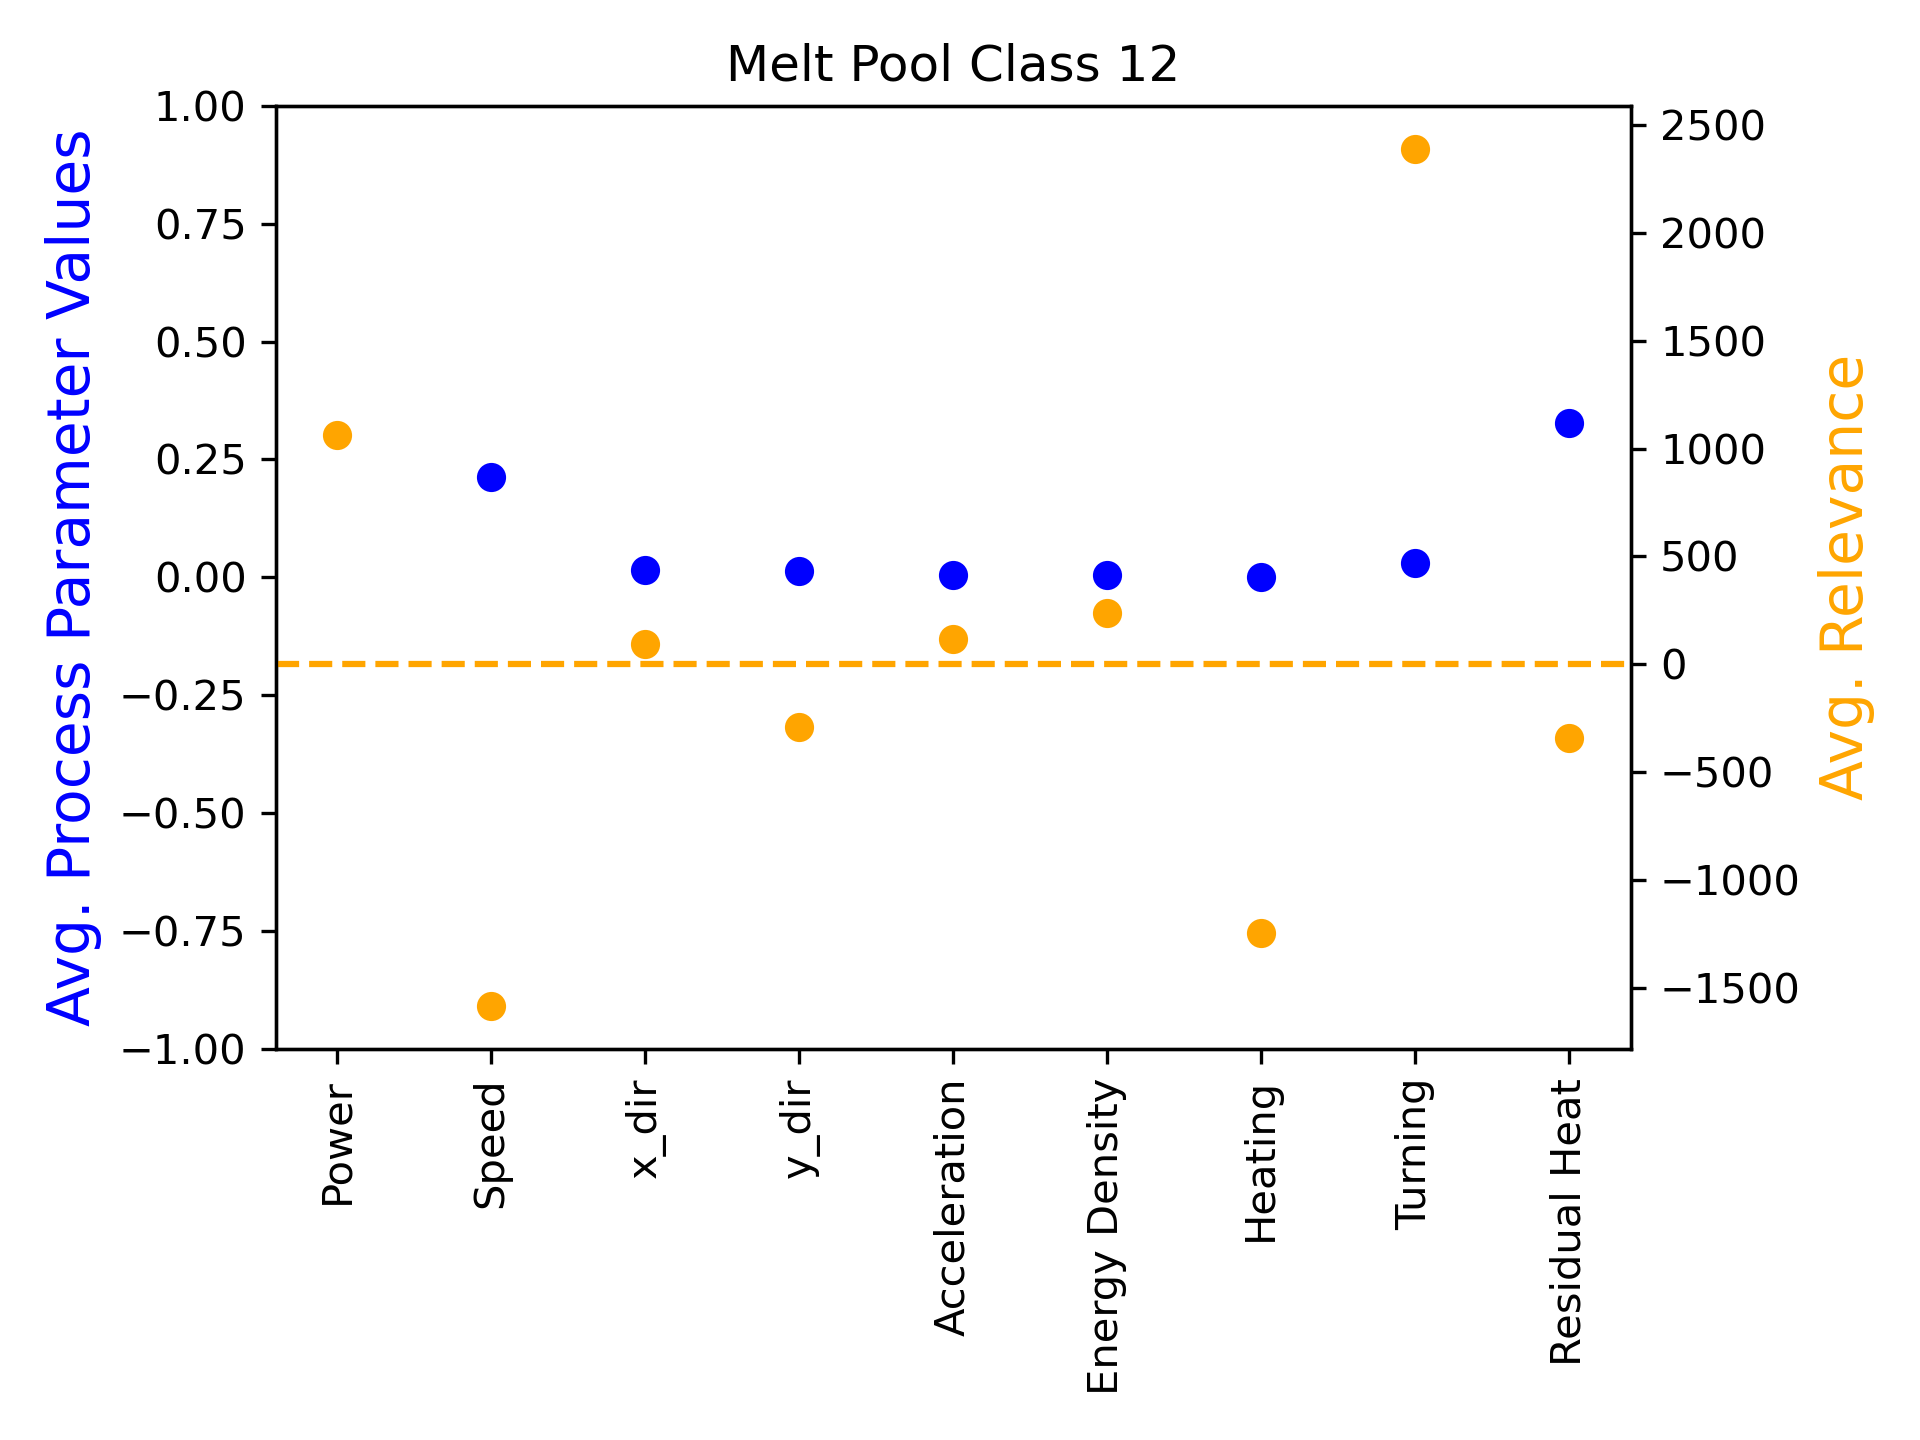 Melt Pool Class 12
Avg. Process Parameter Values
1.00
0.75
0.50
0.25
0.00
−0.25
−0.50
−0.75
−1.00
2500
2000
1500
1000
500
0
−500
−1000
−1500
Avg. Relevance
Power
Speed
x_dir
y_dir
Acceleration
Energy Density
Heating
Turning
Residual Heat